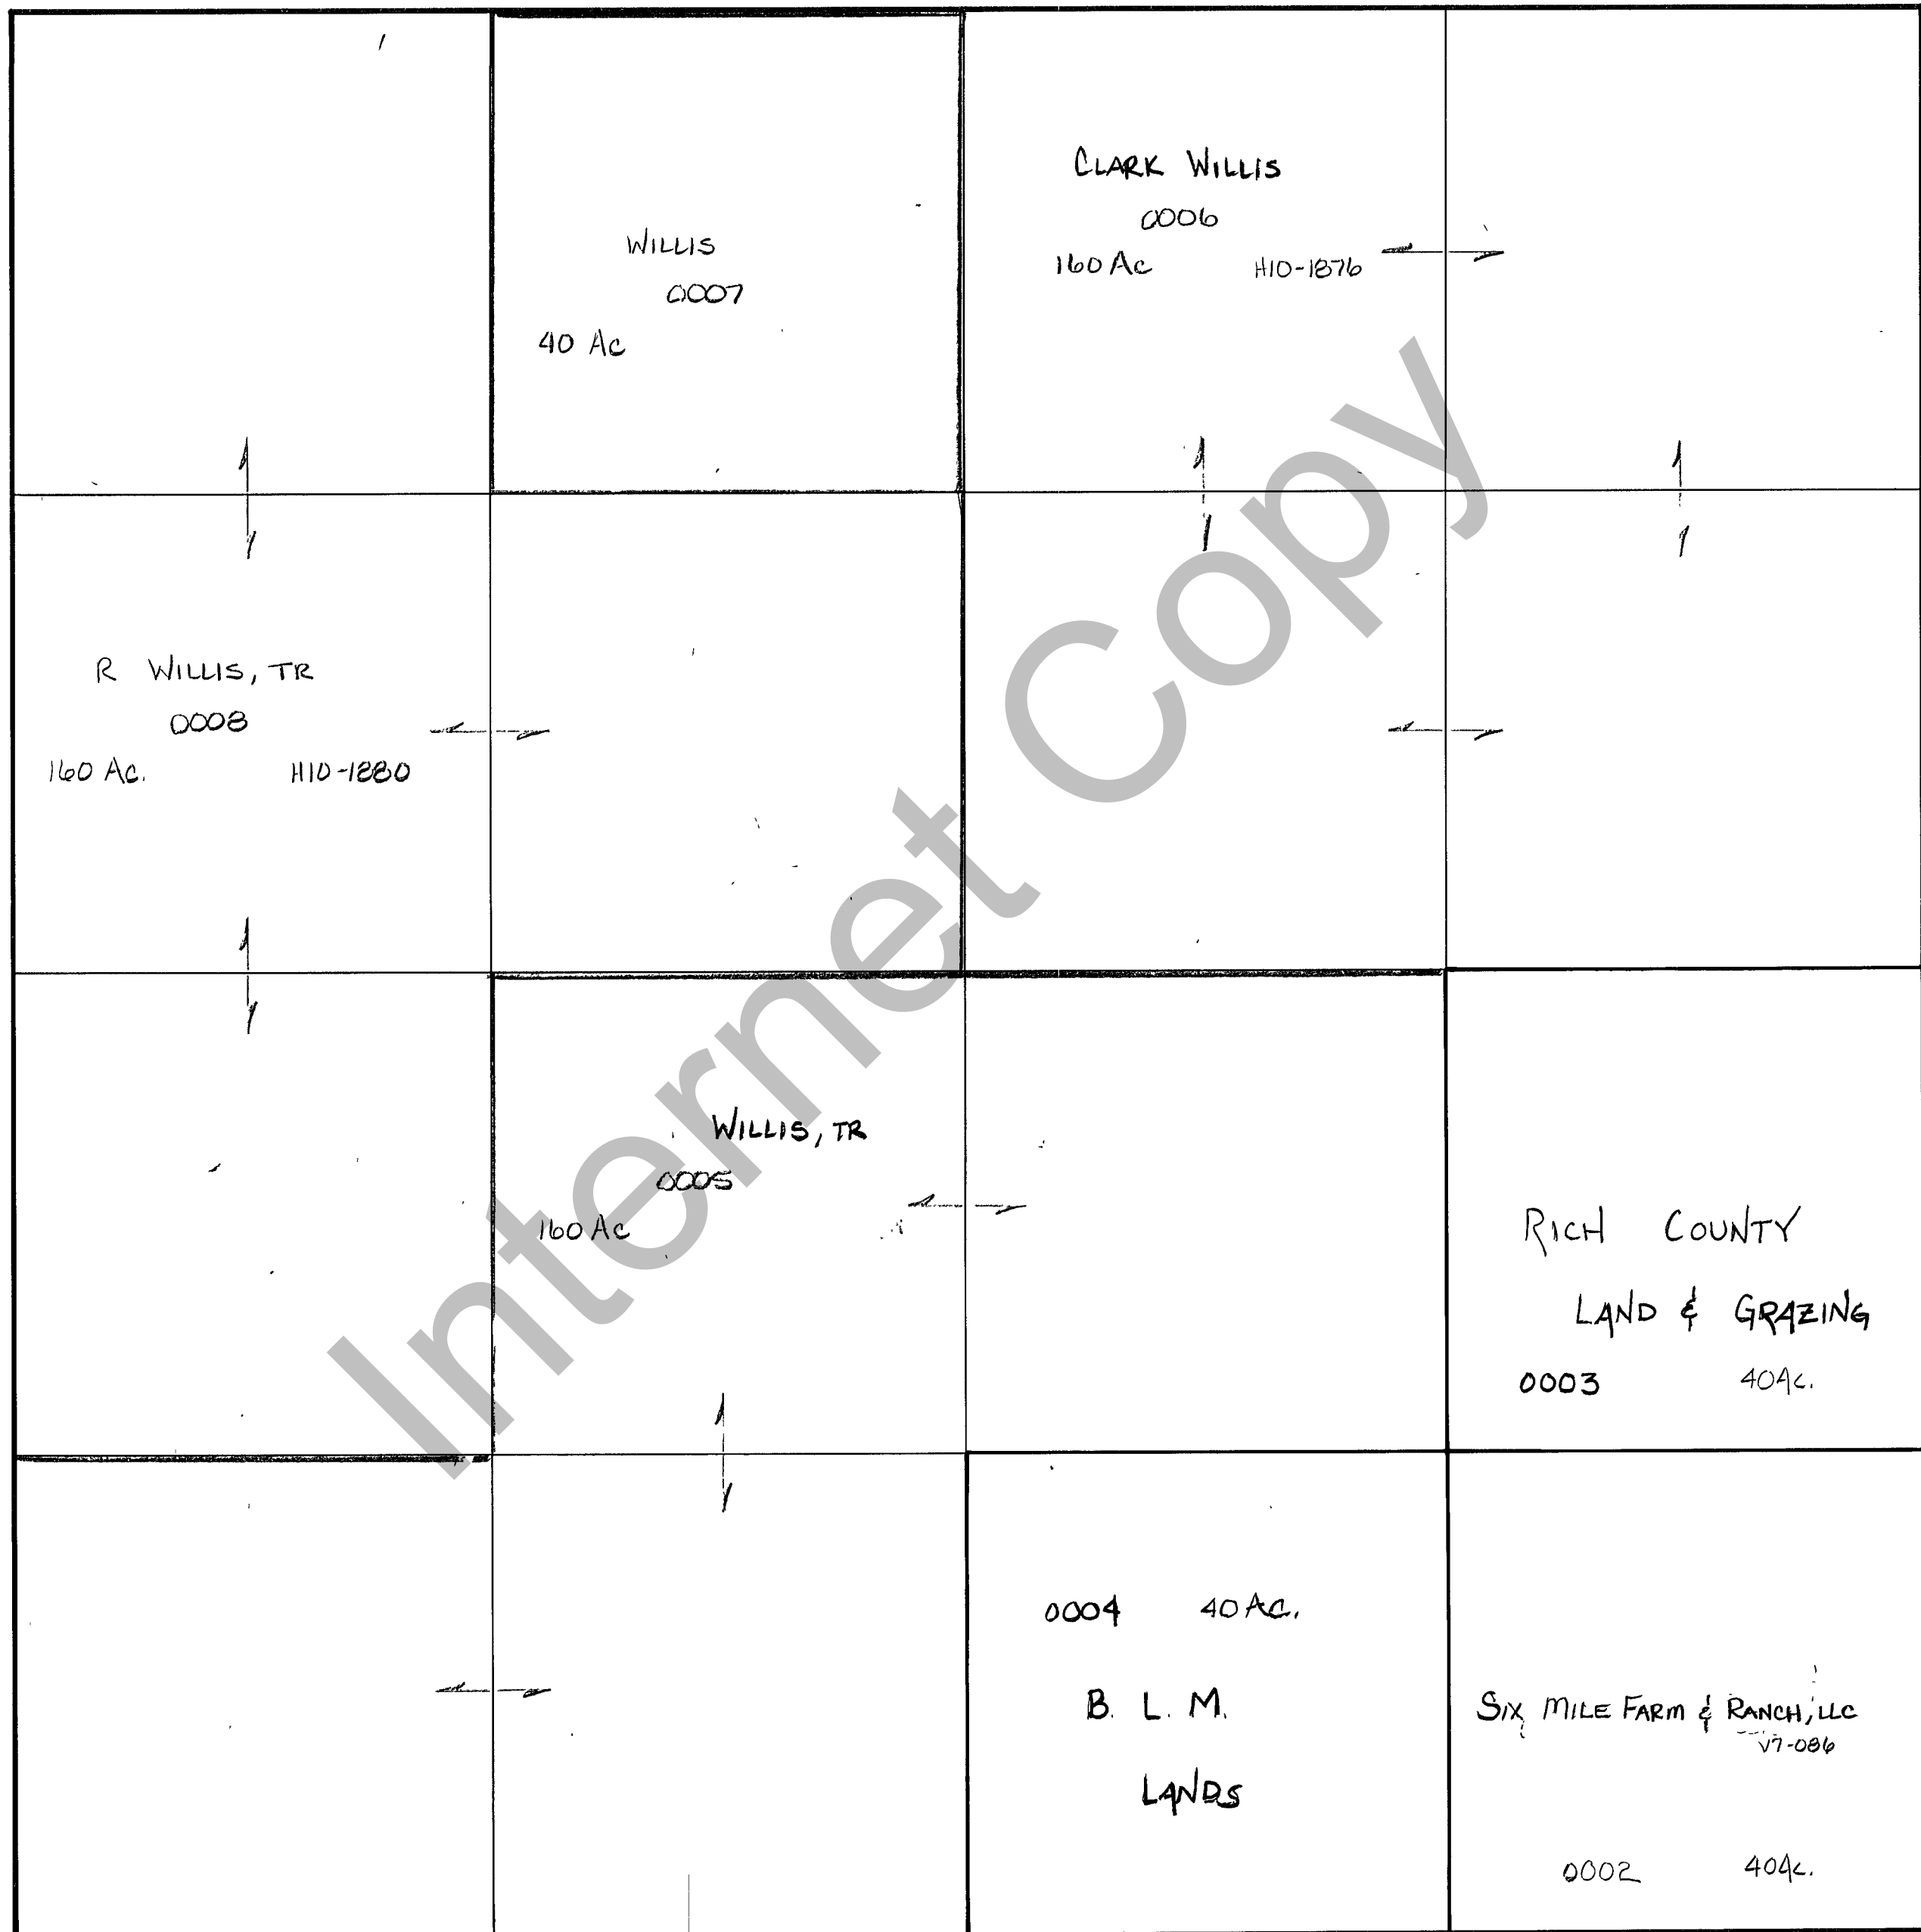 CLARK WILLIS
0006
160 Ac H10-1876
WILLIS
0007
40 Ac
R WILLIS, TR
0008
160 Ac. H10-1880
WILLIS, TR
0005
160 Ac
RICH COUNTY
LAND & GRAZING
0003 40Ac.
0004 40 Ac.
B. L. M.
LANDS
SIX MILE FARM & RANCH, LLC
V7-086
0002 40Ac.
Internet Copy